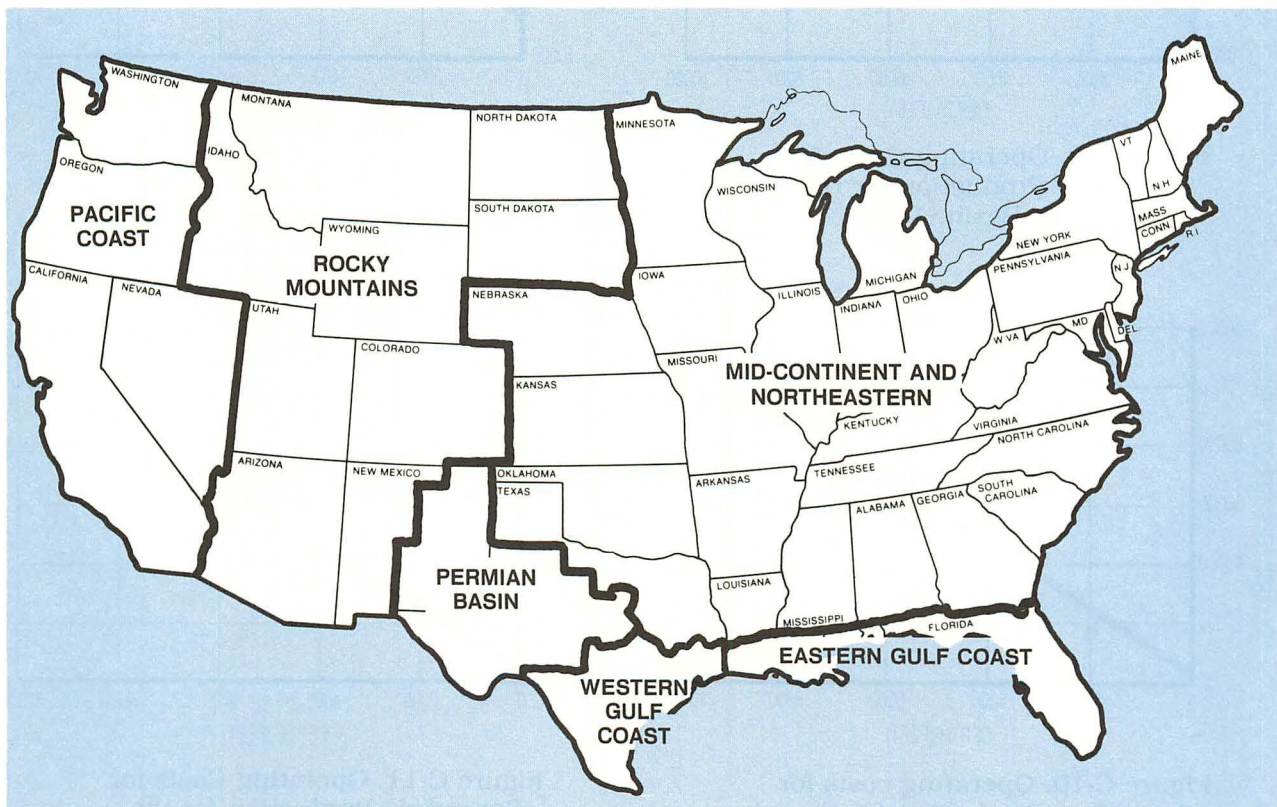 WASHINGTON
MONTANA
NORTH DAKOTA
MINNESOTA
MAINE
OREGON
IDAHO
WISCONSIN
VT
N H
PACIFIC
COAST
SOUTH DAKOTA
WYOMING
ROCKY
MOUNTAINS
MASS
CONN
R.I.
NEW YORK
CALIFORNIA
NEVADA
UTAH
NEBRASKA
IOWA
ILLINOIS
INDIANA
MICHIGAN
OHIO
PENNSYLVANIA
N J
COLORADO
KANSAS
MISSOURI
MID-CONTINENT AND
NORTHEASTERN
W VA
MD
DEL
KENTUCKY
VIRGINIA
NORTH CAROLINA
ARIZONA
NEW MEXICO
OKLAHOMA
TEXAS
ARKANSAS
TENNESSEE
SOUTH
CAROLINA
ALABAMA
GEORGIA
PERMIAN
BASIN
LOUISIANA
MISSISSIPPI
FLORIDA
EASTERN GULF COAST
WESTERN
GULF
COAST